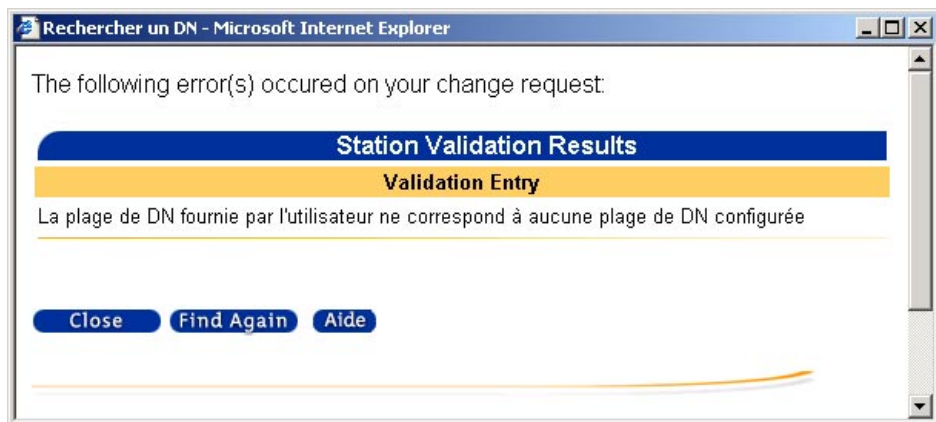 Rechercher un DN - Microsoft Internet Explorer
The following error(s) occured on your change request:
Station Validation Results
Validation Entry
La plage de DN fournie par l'utilisateur ne correspond à aucune plage de DN configurée
Close Find Again Aide